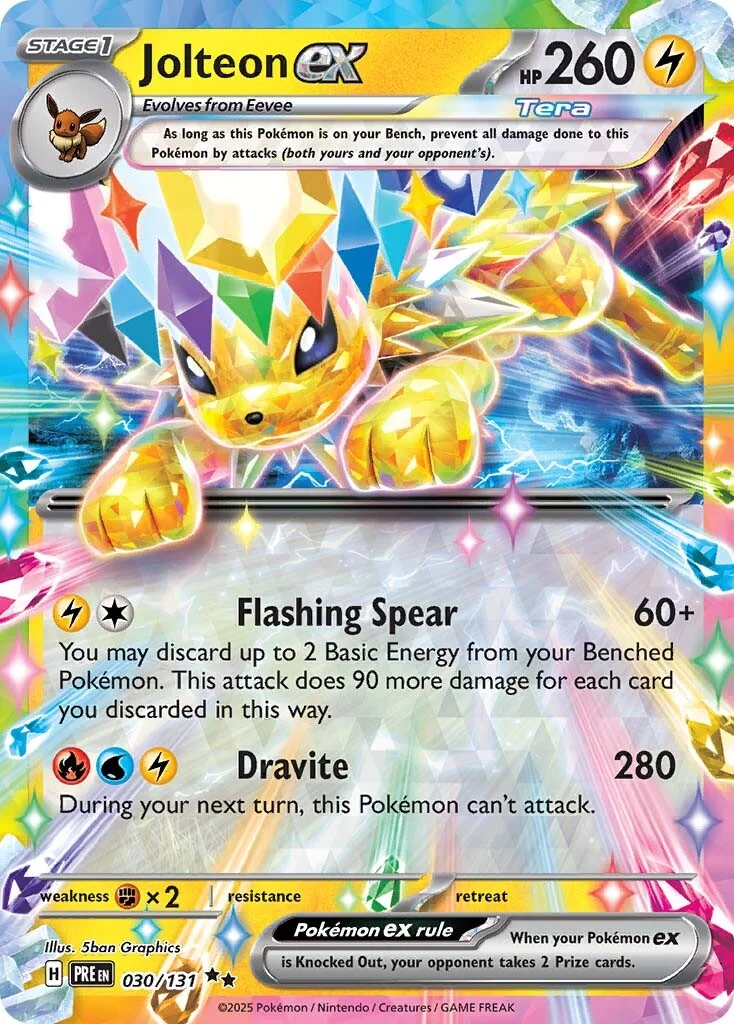 STAGE1
Jolteon ex
HP 260
Evolves from Eevee
Tera
As long as this Pokémon is on your Bench, prevent all damage done to this
Pokémon by attacks (both yours and your opponent's).
Flashing Spear 60+
You may discard up to 2 Basic Energy from your Benched
Pokémon. This attack does 90 more damage for each card
you discarded in this way.
Dravite 280
During your next turn, this Pokémon can't attack.
weakness ×2 resistance retreat
Illus. 5ban Graphics
H PRE EN 030/131
Pokémon ex rule
When your Pokémon ex
is Knocked Out, your opponent takes 2 Prize cards.
©2025 Pokémon / Nintendo / Creatures / GAME FREAK